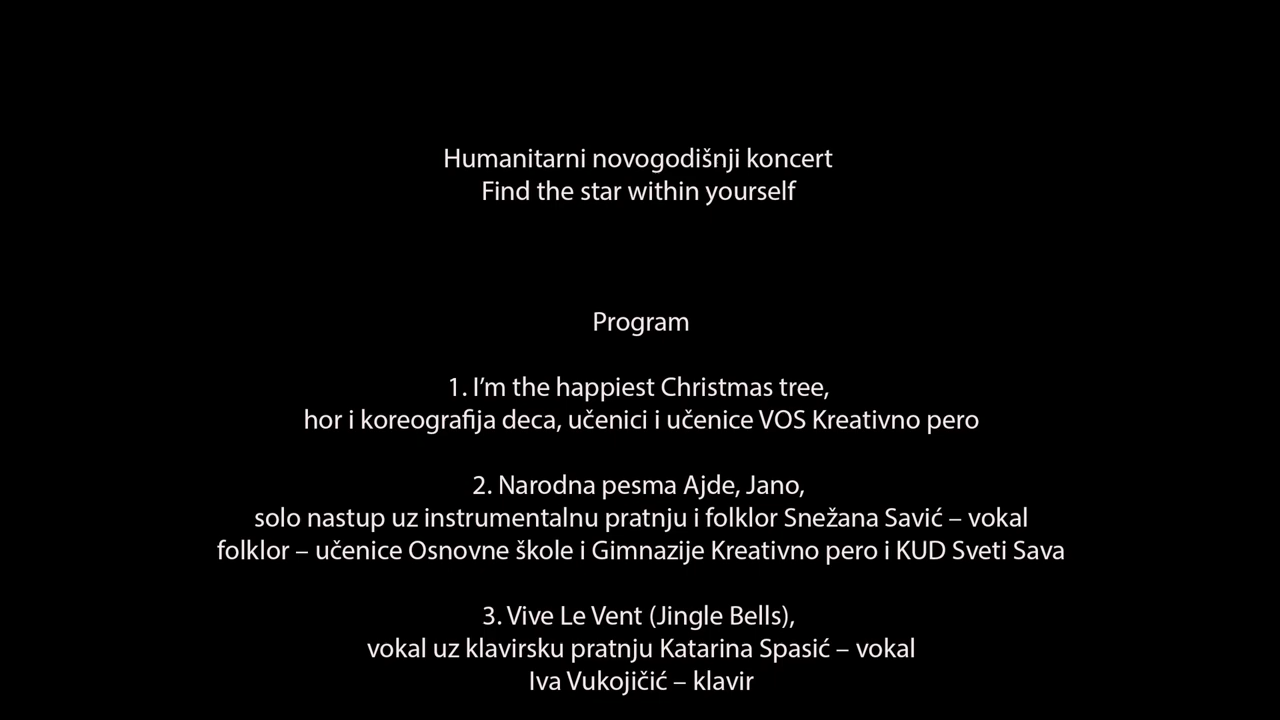 Humanitarni novogodišnji koncert
Find the star within yourself
Program
1. I’m the happiest Christmas tree,
hor i koreografija deca, učenici i učenice VOS Kreativno pero
2. Narodna pesma Ajde, Jano,
solo nastup uz instrumentalnu pratnju i folklor Snežana Savić – vokal
folklor – učenice Osnovne škole i Gimnazije Kreativno pero i KUD Sveti Sava
3. Vive Le Vent (Jingle Bells),
vokal uz klavirsku pratnju Katarina Spasić – vokal
Iva Vukojičić – klavir